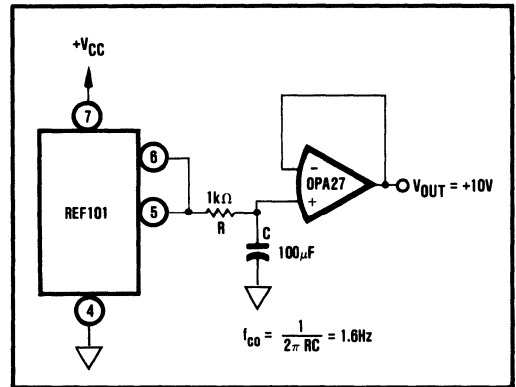 +VCC
7
6
REF101
5
1kΩ
R
C
100μF
-
+
OPA27
VOUT = +10V
4
fCO = 1 / 2π RC = 1.6Hz